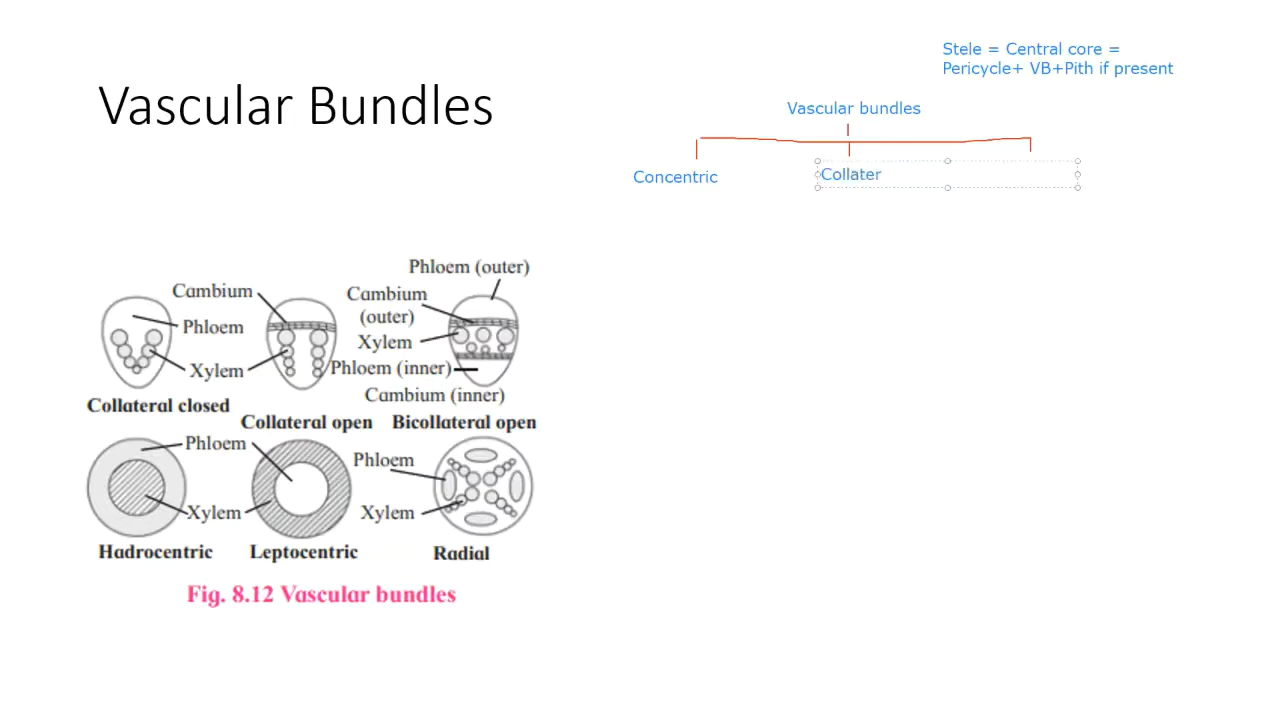 Stele = Central core =
Pericycle+ VB+Pith if present
Vascular Bundles
Vascular bundles
Concentric
Collater
Phloem (outer)
Cambium
Cambium
(outer)
Phloem
Xylem
Xylem
Phloem (inner)
Cambium (inner)
Collateral closed
Collateral open
Bicollateral open
Phloem
Phloem
Xylem
Xylem
Hadrocentric
Leptocentric
Radial
Fig. 8.12 Vascular bundles